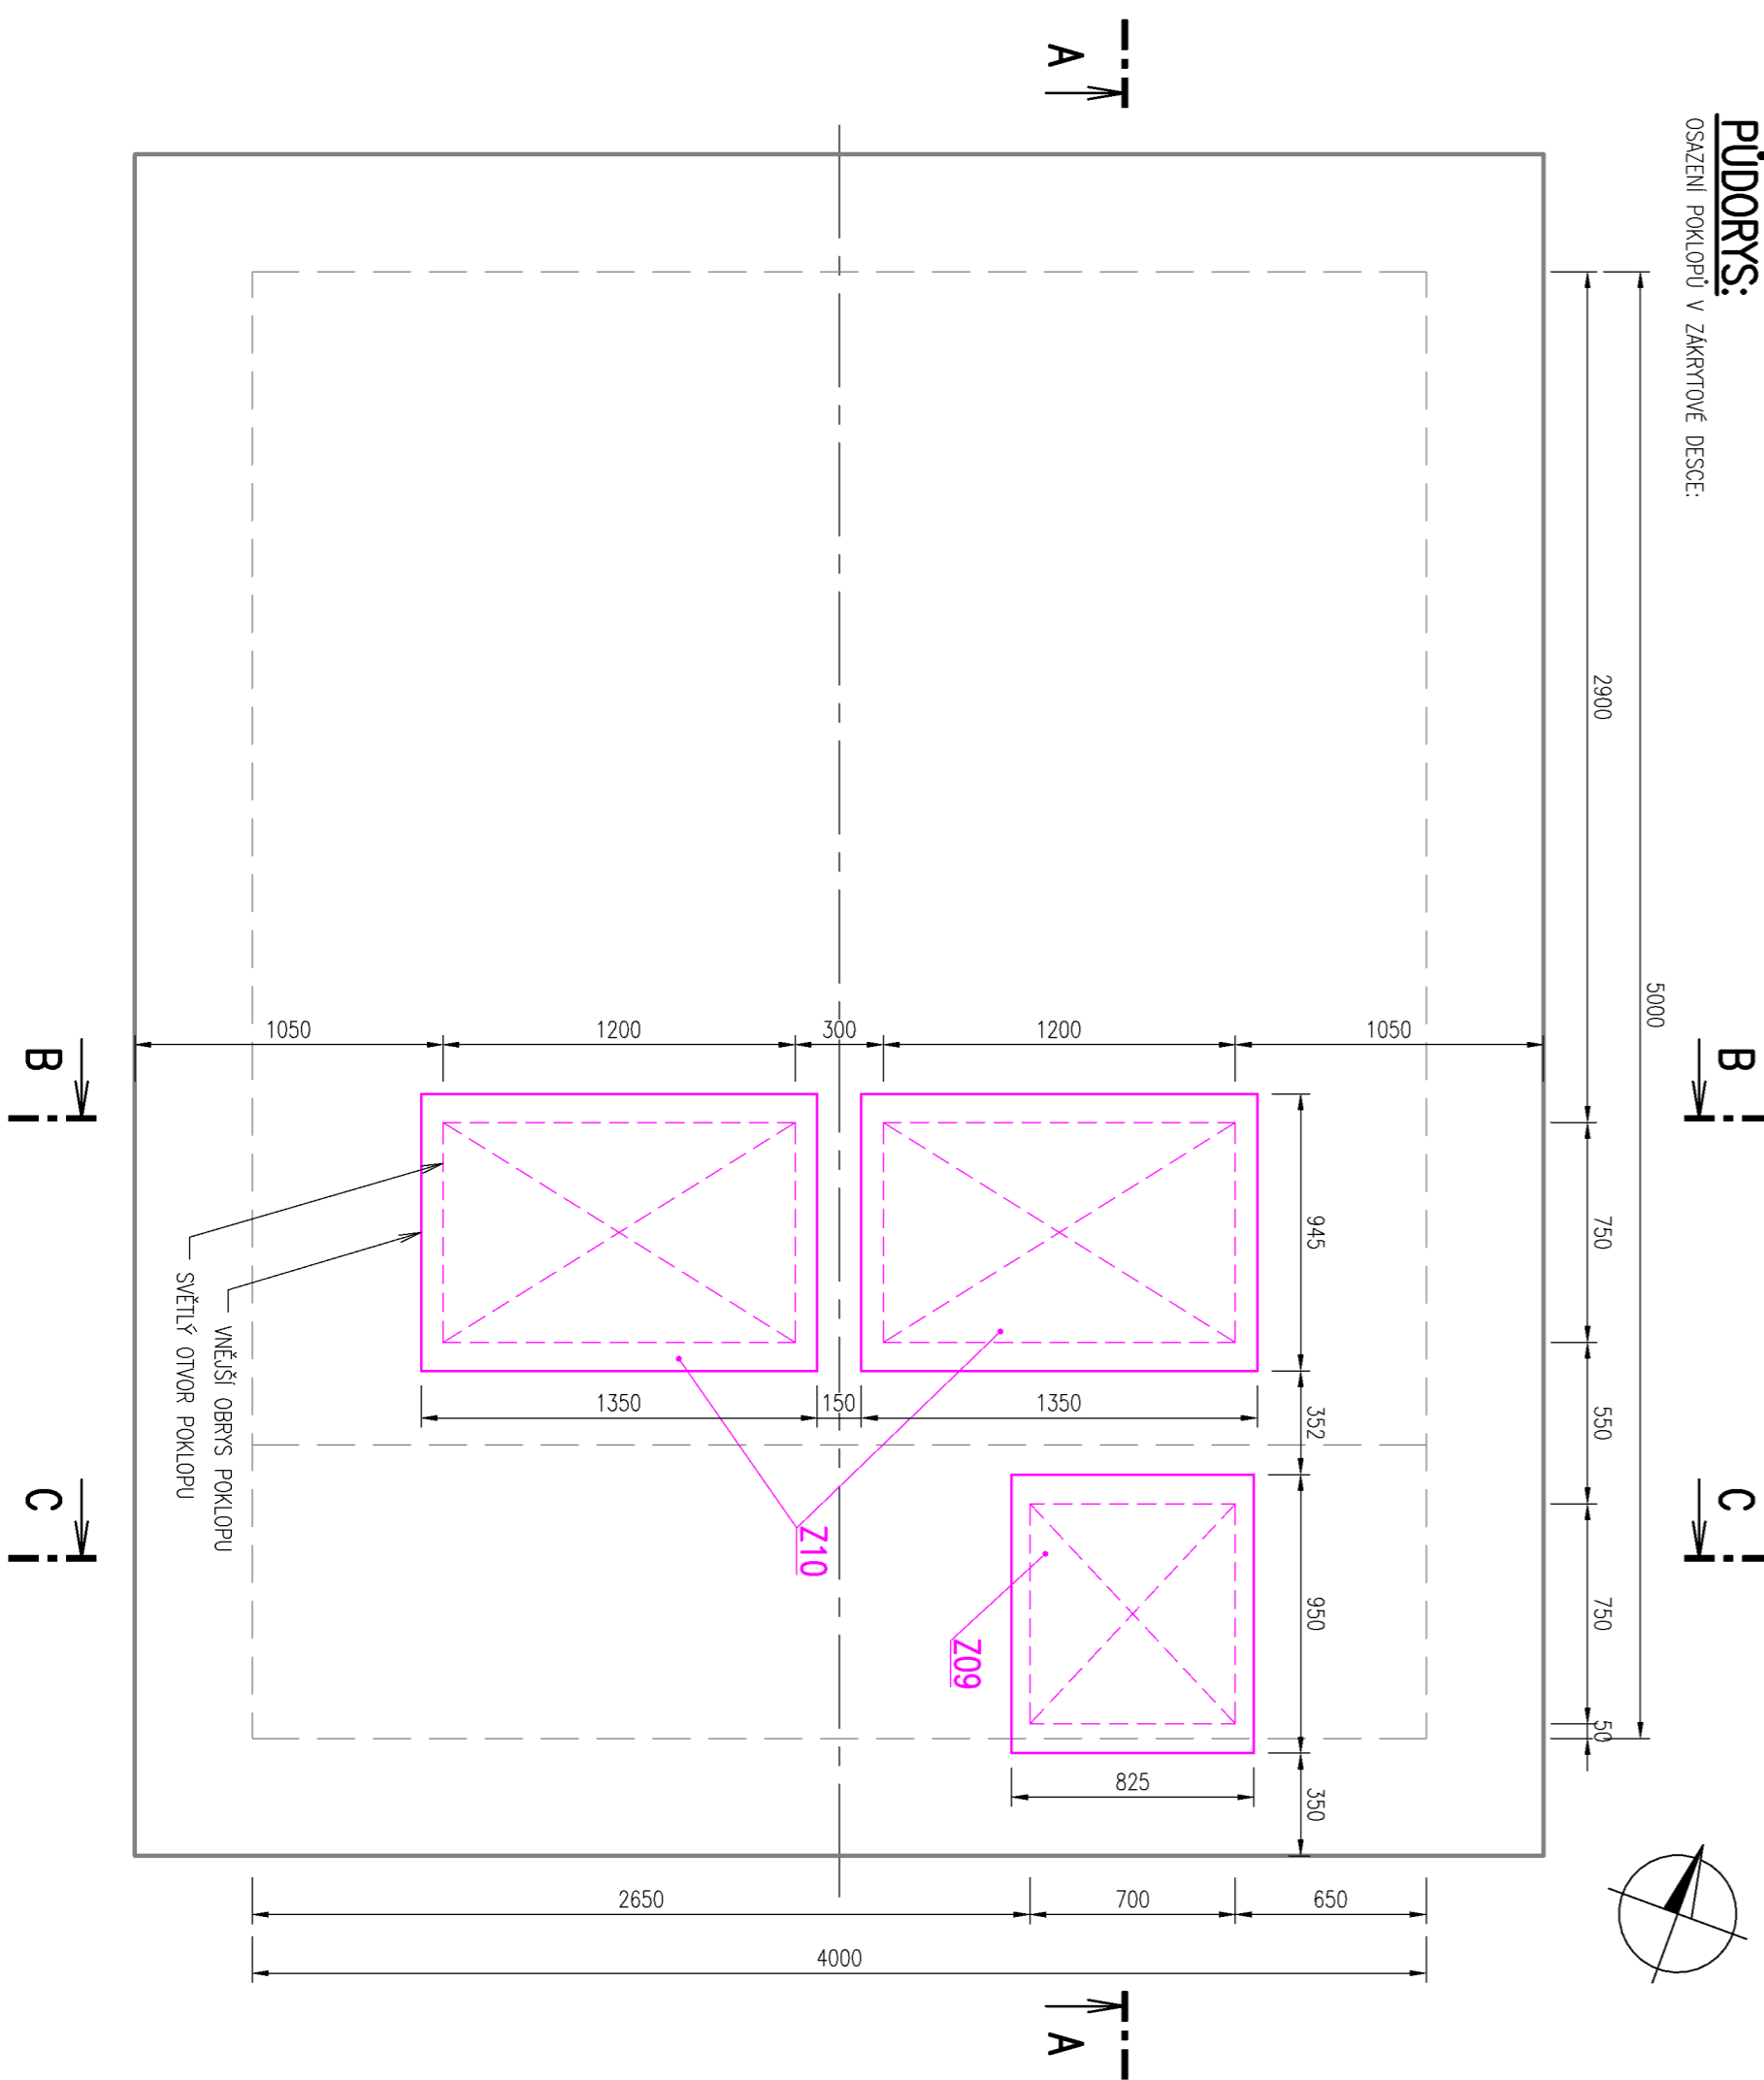 PŮDORYS:
OSAZENÍ POKLOPŮ V ZÁKRYTOVÉ DESCE:
A
A
B
B
C
C
5000
2900
750
550
750
50
1050
1200
300
1200
1050
945
352
950
350
1350
150
1350
825
Z10
Z09
VNĚJŠÍ OBRYS POKLOPU
SVĚTLÝ OTVOR POKLOPU
2650
700
650
4000